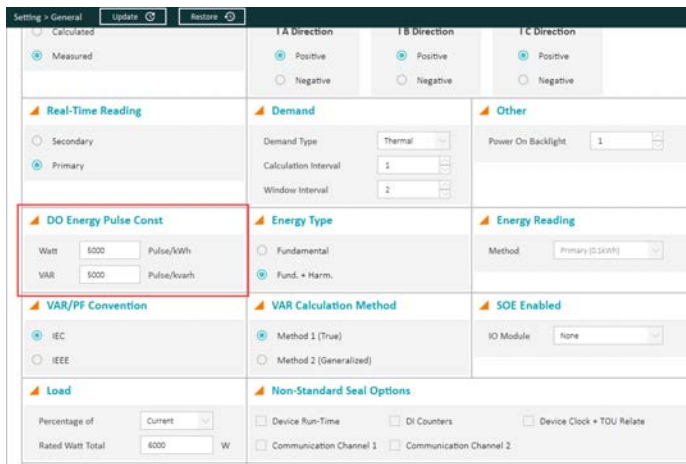 Setting > General Update Restore
Calculated I A Direction I B Direction I C Direction
Measured Positive Positive Positive
Negative Negative Negative
Real-Time Reading Demand Other
Secondary Demand Type Thermal Power On Backlight 1
Primary Calculation Interval 1
Window Interval 2
DO Energy Pulse Const Energy Type Energy Reading
Watt 5000 Pulse/kWh Fundamental Method Primary (0.1kWh)
VAR 5000 Pulse/kvarh Fund. + Harm.
VAR/PF Convention VAR Calculation Method SOE Enabled
IEC Method 1 (True) IO Module None
IEEE Method 2 (Generalized)
Load Non-Standard Seal Options
Percentage of Current Device Run-Time DI Counters Device Clock + TOU Relate
Rated Watt Total 6000 W Communication Channel 1 Communication Channel 2